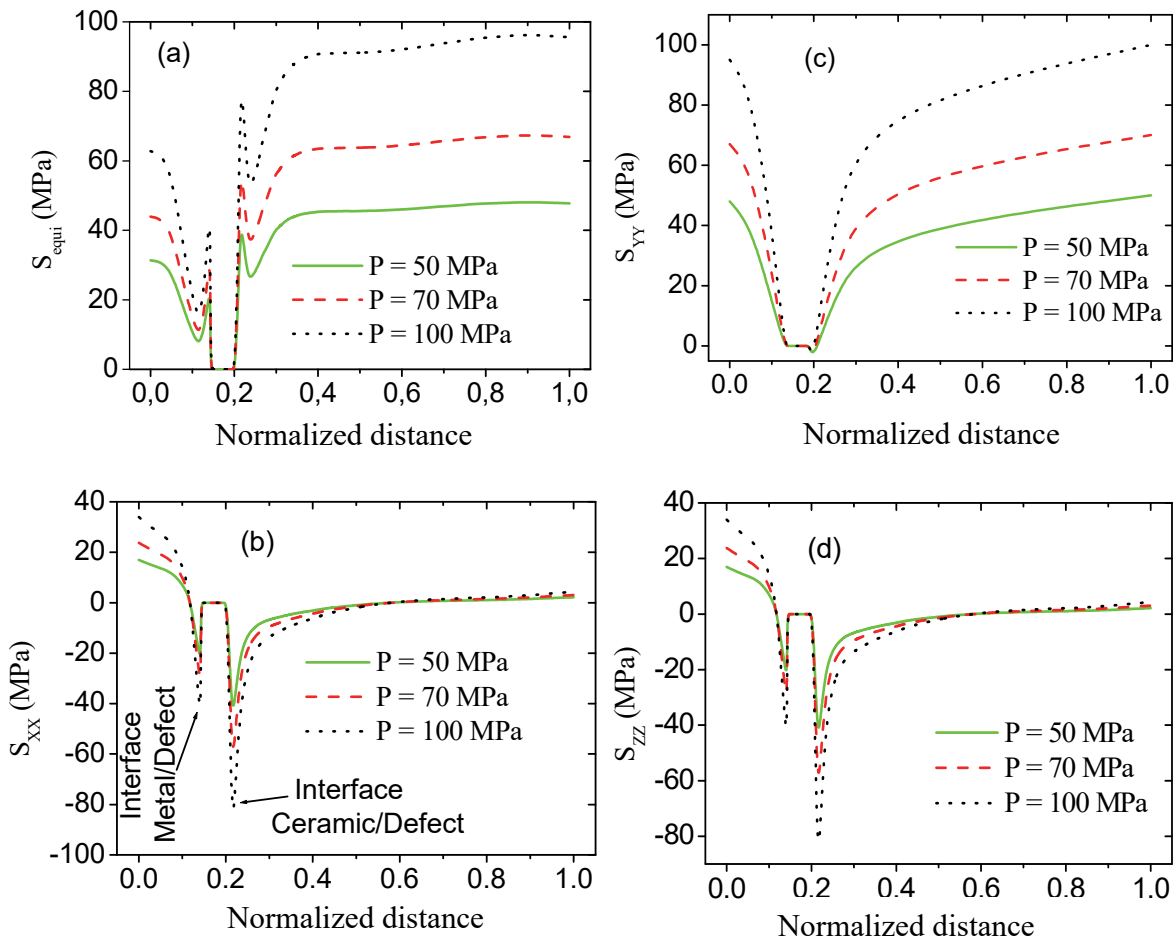 (a)
S_equi (MPa)
100
80
60
40
20
0
P = 50 MPa
P = 70 MPa
P = 100 MPa
0,0 0,2 0,4 0,6 0,8 1,0
Normalized distance
(c)
S_YY (MPa)
100
80
60
40
20
0
P = 50 MPa
P = 70 MPa
P = 100 MPa
0.0 0.2 0.4 0.6 0.8 1.0
Normalized distance
(b)
S_XX (MPa)
40
20
0
-20
-40
-60
-80
-100
P = 50 MPa
P = 70 MPa
P = 100 MPa
Interface
Metal/Defect
Interface
Ceramic/Defect
0.0 0.2 0.4 0.6 0.8 1.0
Normalized distance
(d)
S_ZZ (MPa)
40
20
0
-20
-40
-60
-80
P = 50 MPa
P = 70 MPa
P = 100 MPa
0.0 0.2 0.4 0.6 0.8 1.0
Normalized distance